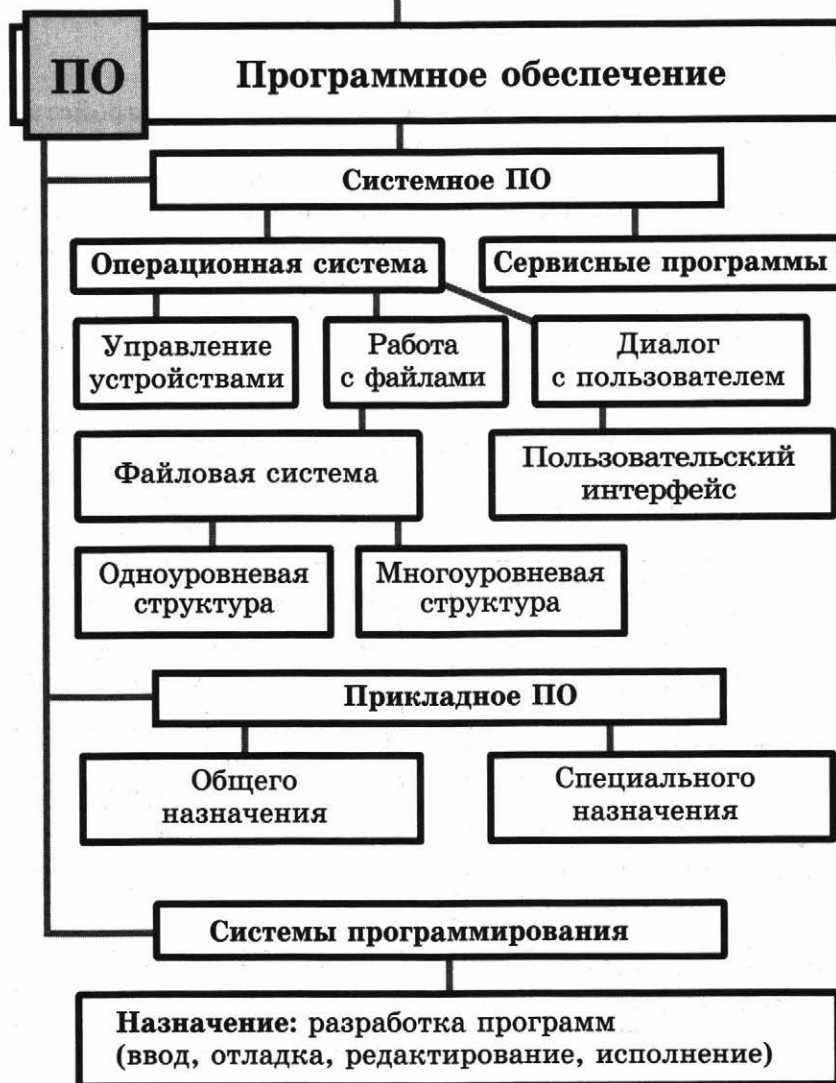 ПО
Программное обеспечение
Системное ПО
Операционная система
Сервисные программы
Управление
устройствами
Работа
с файлами
Диалог
с пользователем
Файловая система
Пользовательский
интерфейс
Одноуровневая
структура
Многоуровневая
структура
Прикладное ПО
Общего
назначения
Специального
назначения
Системы программирования
Назначение: разработка программ
(ввод, отладка, редактирование, исполнение)